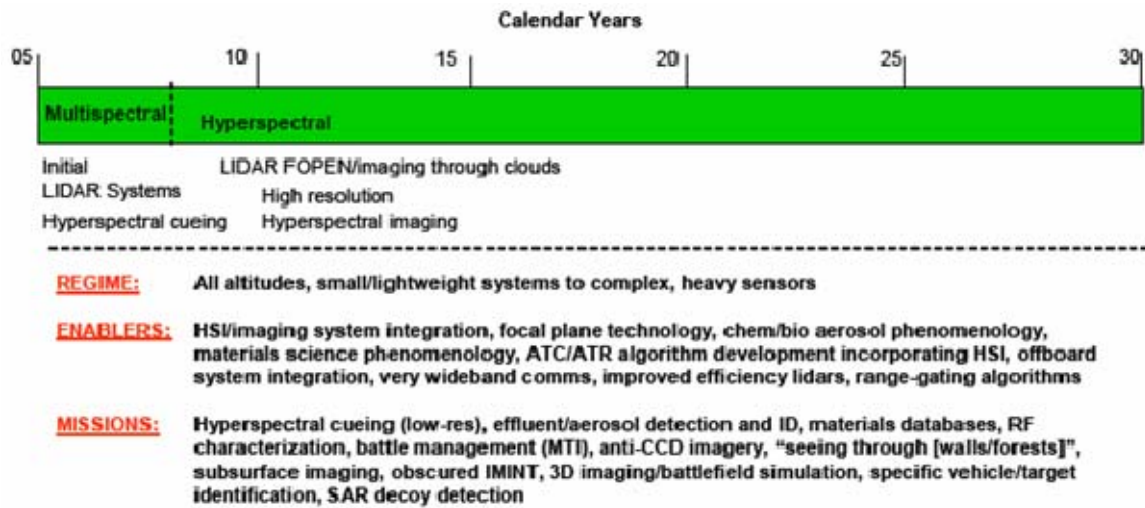 Calendar Years
05 10 15 20 25 30
Multispectral Hyperspectral
Initial LIDAR FOPEN/imaging through clouds
LIDAR Systems High resolution
Hyperspectral cueing Hyperspectral imaging
REGIME: All altitudes, small/lightweight systems to complex, heavy sensors
ENABLERS: HSI/imaging system integration, focal plane technology, chem/bio aerosol phenomenology,
materials science phenomenology, ATC/ATR algorithm development incorporating HSI, offboard
system integration, very wideband comms, improved efficiency lidars, range-gating algorithms
MISSIONS: Hyperspectral cueing (low-res), effluent/aerosol detection and ID, materials databases, RF
characterization, battle management (MTI), anti-CCD imagery, “seeing through [walls/forests]”,
subsurface imaging, obscured IMINT, 3D imaging/battlefield simulation, specific vehicle/target
identification, SAR decoy detection